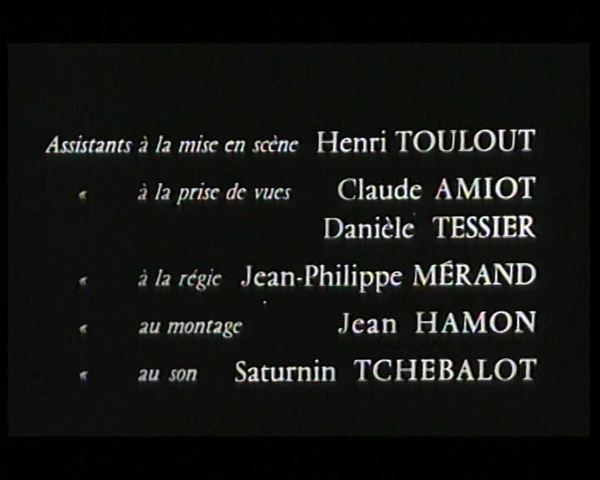 Assistants à la mise en scène Henri TOULOUT
« à la prise de vues Claude AMIOT
Danièle TESSIER
« à la régie Jean-Philippe MÉRAND
« au montage Jean HAMON
« au son Saturnin TCHEBALOT